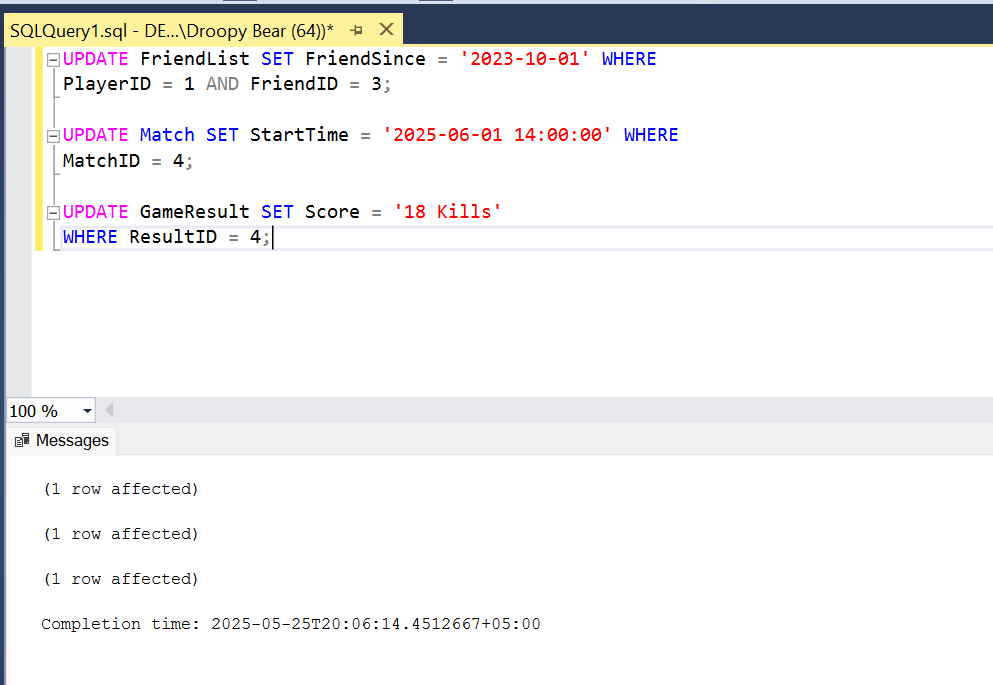 SQLQuery1.sql - DE...\Droopy Bear (64))*
UPDATE FriendList SET FriendSince = '2023-10-01' WHERE
PlayerID = 1 AND FriendID = 3;
UPDATE Match SET StartTime = '2025-06-01 14:00:00' WHERE
MatchID = 4;
UPDATE GameResult SET Score = '18 Kills'
WHERE ResultID = 4;
100 %
Messages
(1 row affected)
(1 row affected)
(1 row affected)
Completion time: 2025-05-25T20:06:14.4512667+05:00